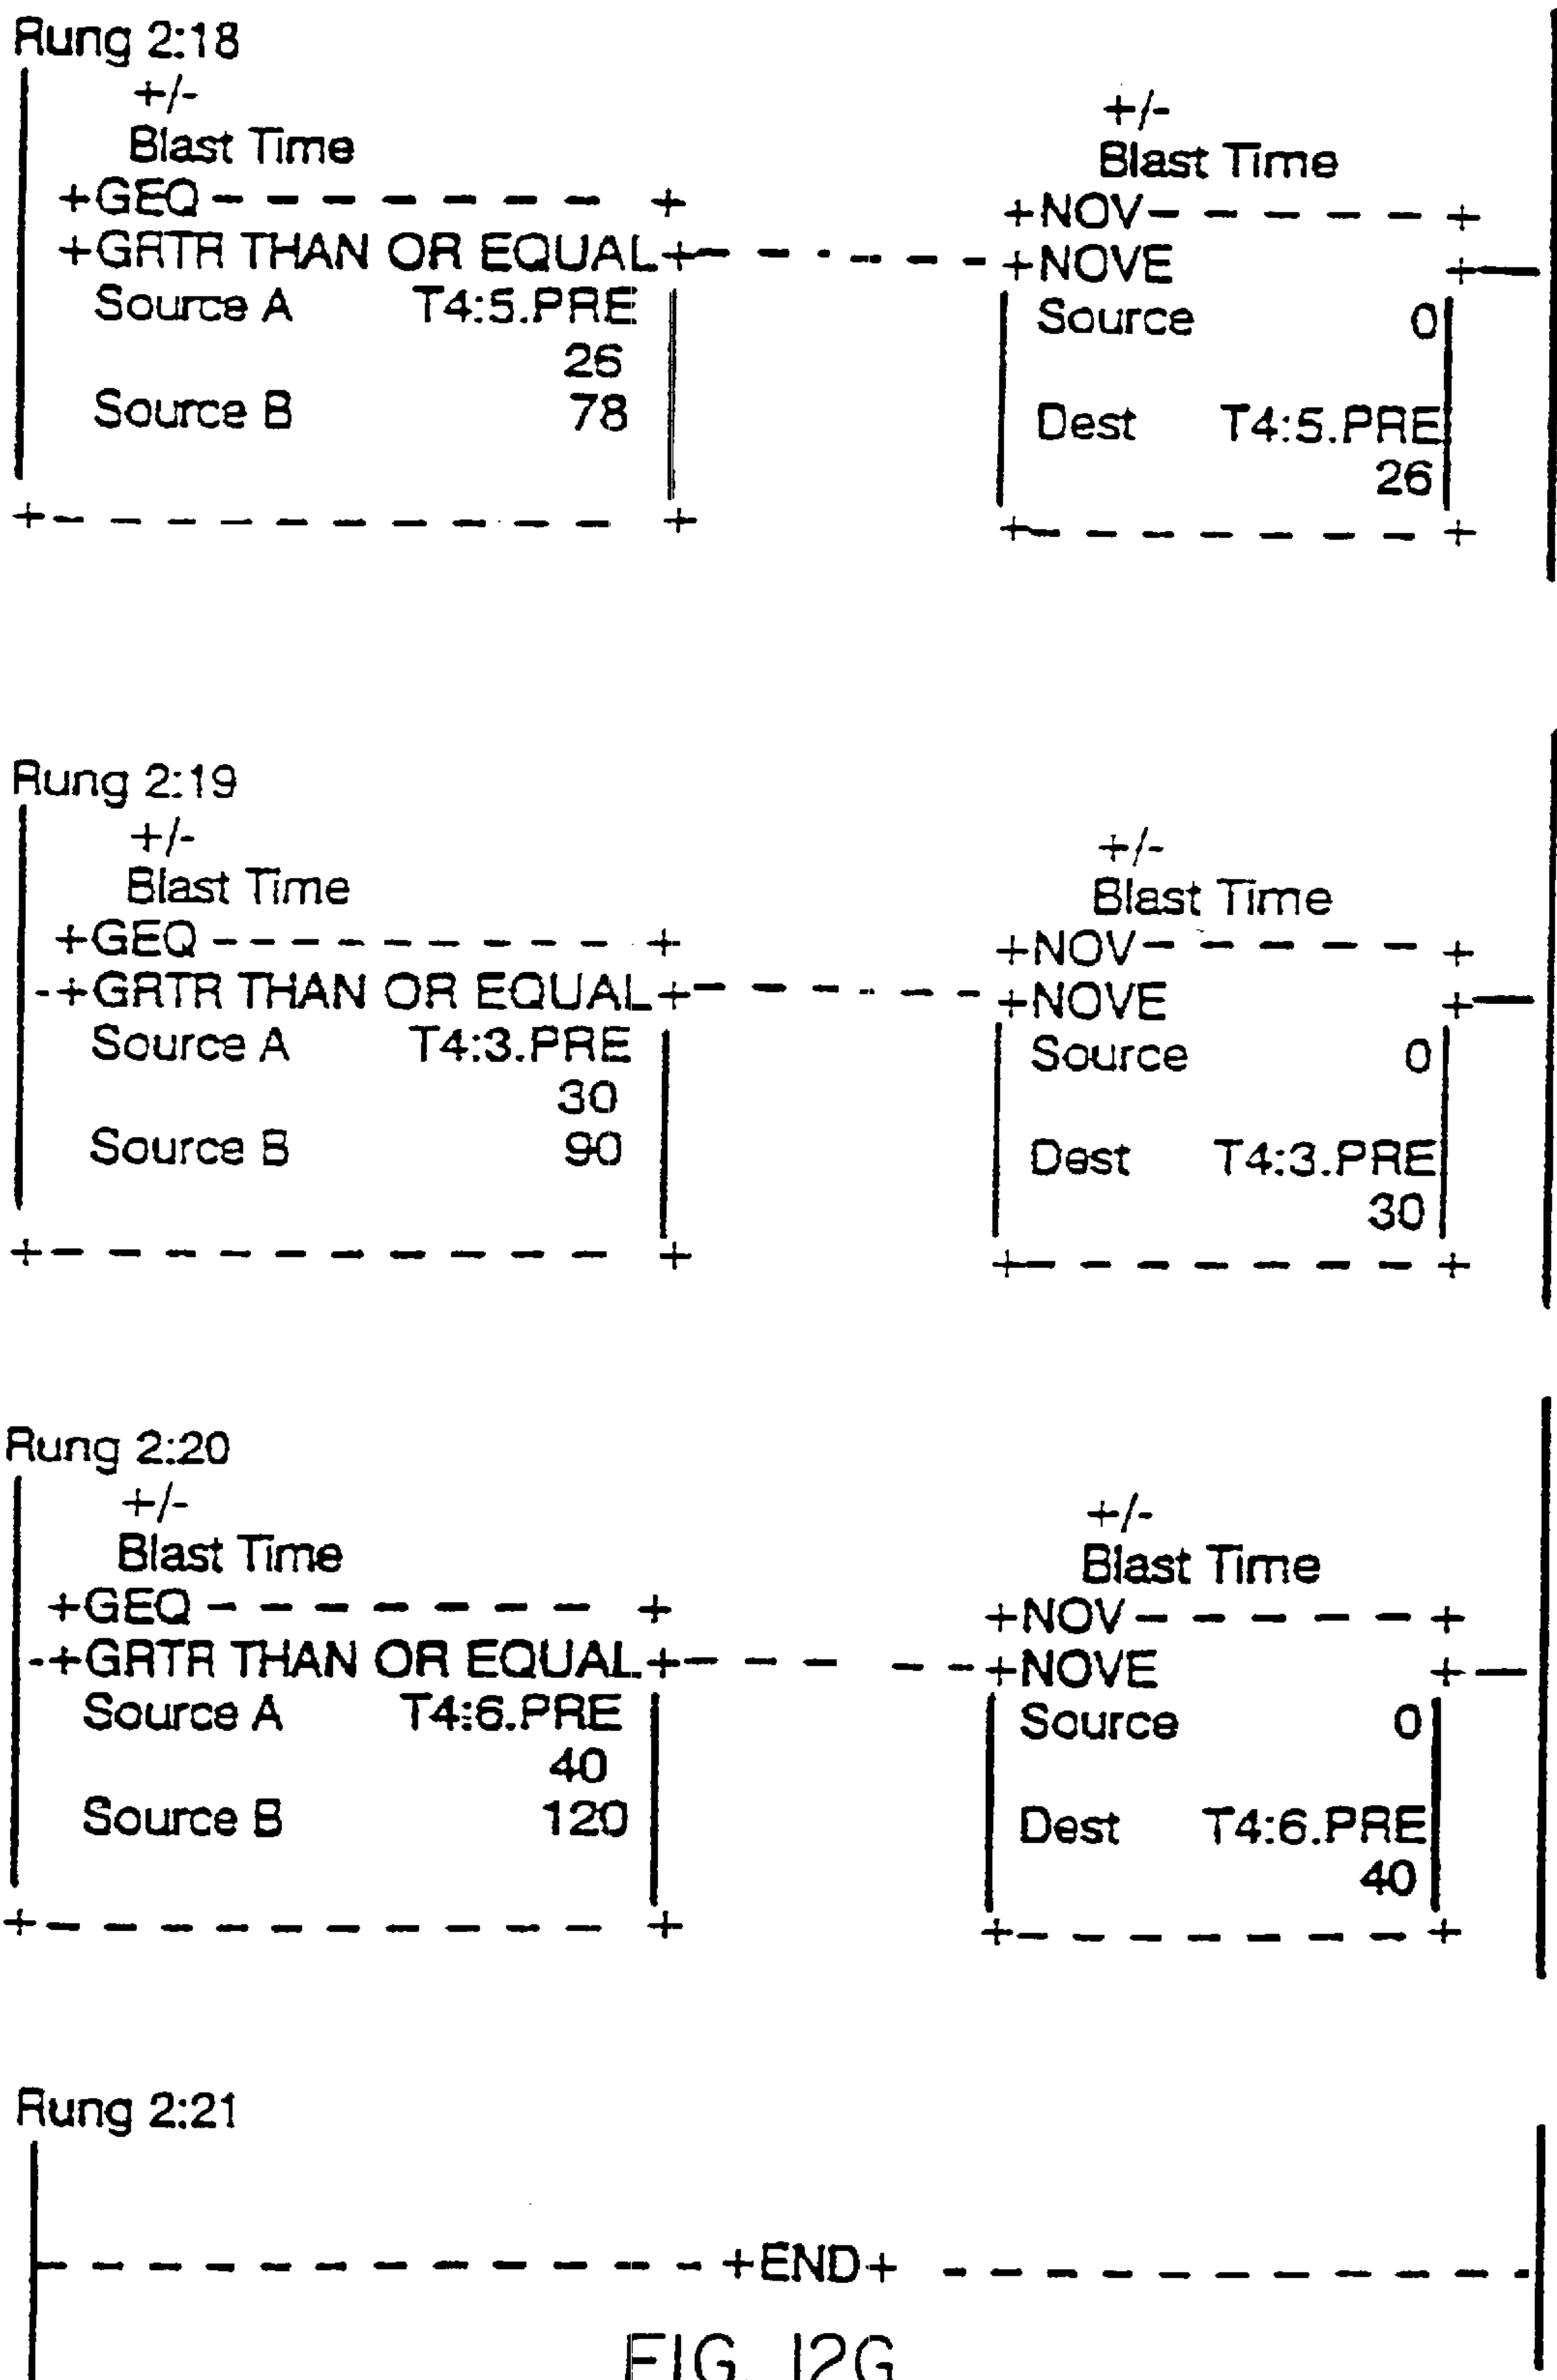 Rung 2:18
+/-
Blast Time
+GEQ - - - - - - - +
+GRTR THAN OR EQUAL+
Source A T4:5.PRE
26
Source B 78
+/-
Blast Time
+NOV - - - - - +
+NOVE +
Source 0
Dest T4:5.PRE
26
Rung 2:19
+/-
Blast Time
+GEQ - - - - - - - - - +
-+GRTR THAN OR EQUAL+
Source A T4:3.PRE
30
Source B 90
+/-
Blast Time
+NOV - - - - - +
+NOVE +
Source 0
Dest T4:3.PRE
30
Rung 2:20
+/-
Blast Time
+GEQ - - - - - - - +
-+GRTR THAN OR EQUAL+
Source A T4:6.PRE
40
Source B 120
+/-
Blast Time
+NOV - - - - - +
+NOVE +
Source 0
Dest T4:6.PRE
40
Rung 2:21
+END+
FIG. 12G